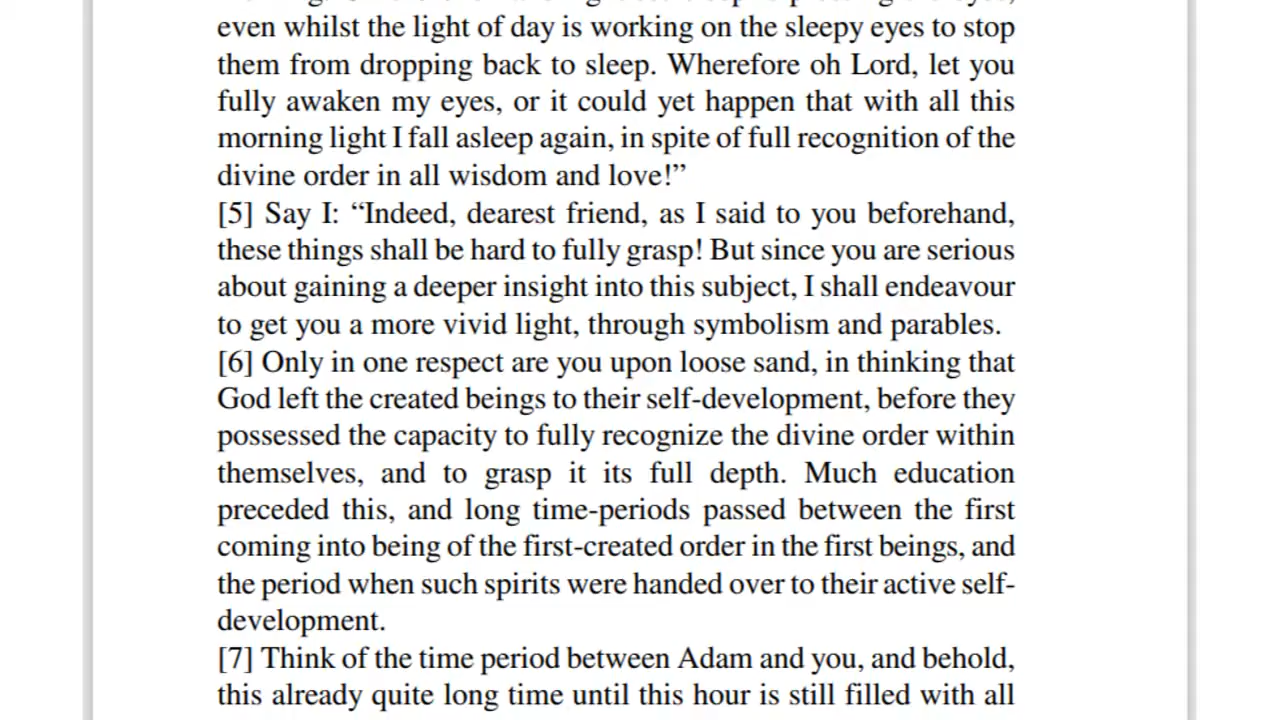 even whilst the light of day is working on the sleepy eyes to stop
them from dropping back to sleep. Wherefore oh Lord, let you
fully awaken my eyes, or it could yet happen that with all this
morning light I fall asleep again, in spite of full recognition of the
divine order in all wisdom and love!”
[5] Say I: “Indeed, dearest friend, as I said to you beforehand,
these things shall be hard to fully grasp! But since you are serious
about gaining a deeper insight into this subject, I shall endeavour
to get you a more vivid light, through symbolism and parables.
[6] Only in one respect are you upon loose sand, in thinking that
God left the created beings to their self-development, before they
possessed the capacity to fully recognize the divine order within
themselves, and to grasp it its full depth. Much education
preceded this, and long time-periods passed between the first
coming into being of the first-created order in the first beings, and
the period when such spirits were handed over to their active self-
development.
[7] Think of the time period between Adam and you, and behold,
this already quite long time until this hour is still filled with all